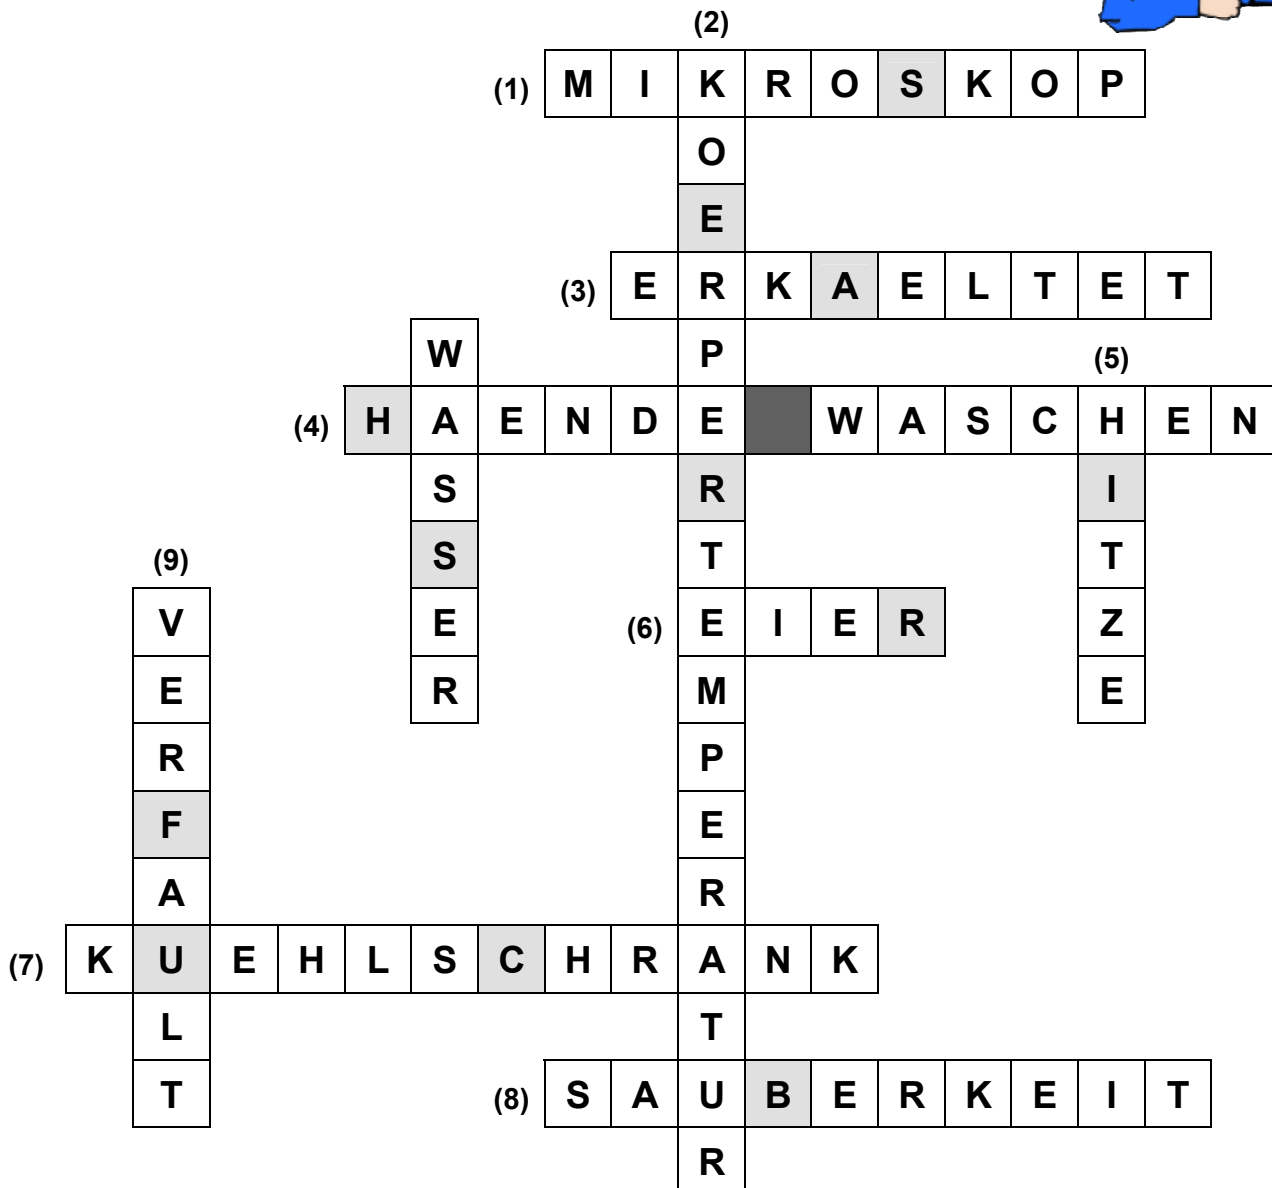 (2)
(1) M I K R O S K O P
O
E
(3) E R K A E L T E T
W P (5)
(4) H A E N D E W A S C H E N
S R I
(9) S T T
V E (6) E I E R Z
E R M E
R P
F E
A R
(7) K U E H L S C H R A N K
L T
T (8) S A U B E R K E I T
R